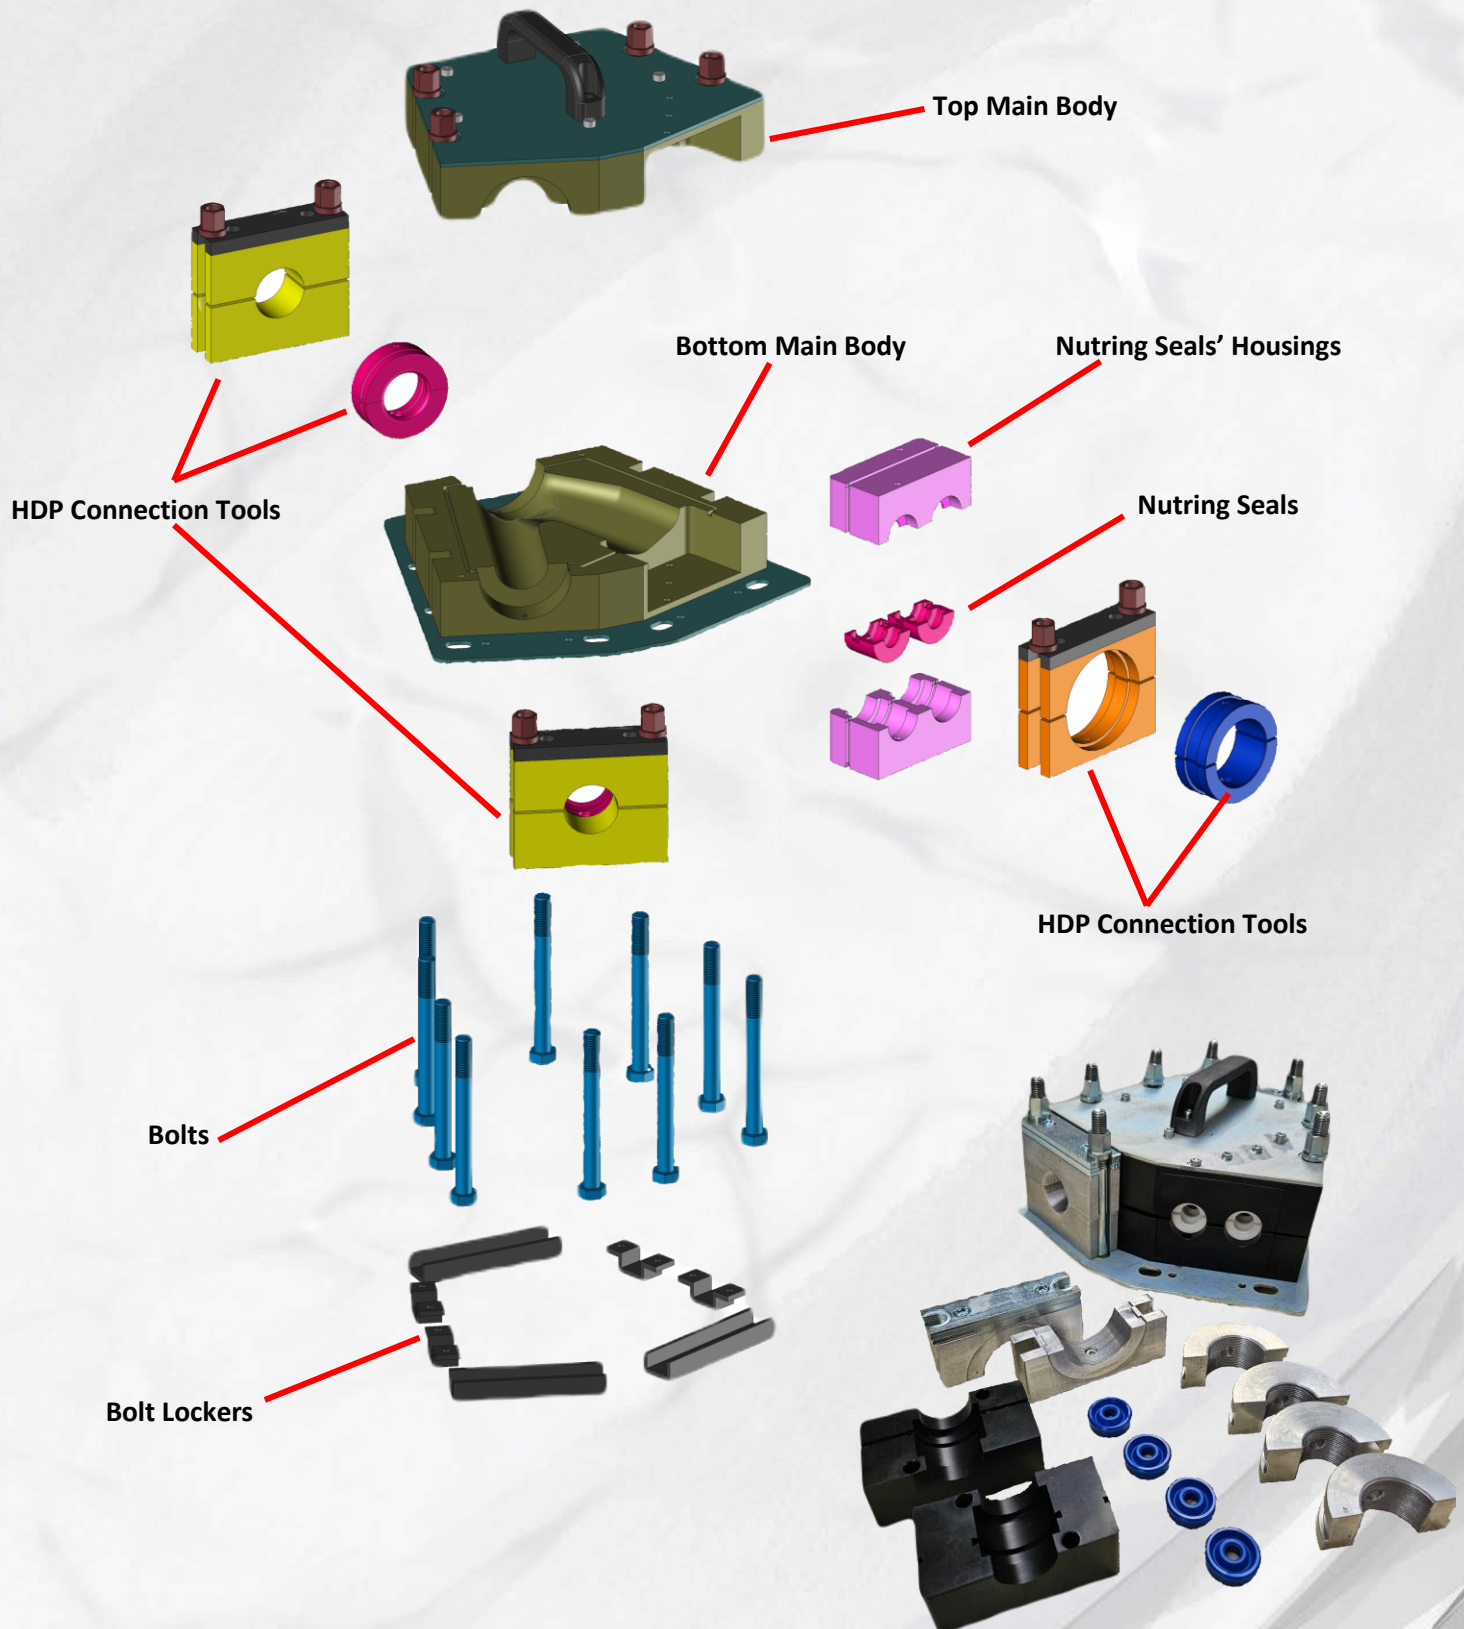 Top Main Body
Bottom Main Body
Nutring Seals’ Housings
HDP Connection Tools
Nutring Seals
HDP Connection Tools
Bolts
Bolt Lockers